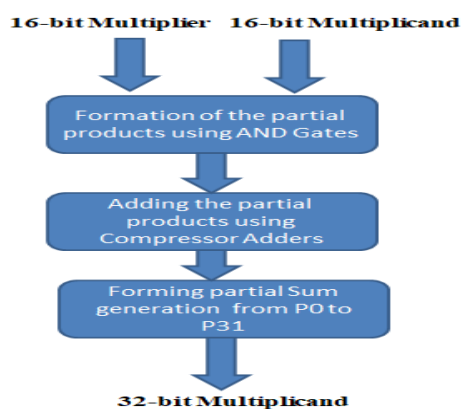 16-bit Multiplier 16-bit Multiplicand
Formation of the partial
products using AND Gates
Adding the partial
products using
Compressor Adders
Forming partial Sum
generation from P0 to
P31
32-bit Multiplicand